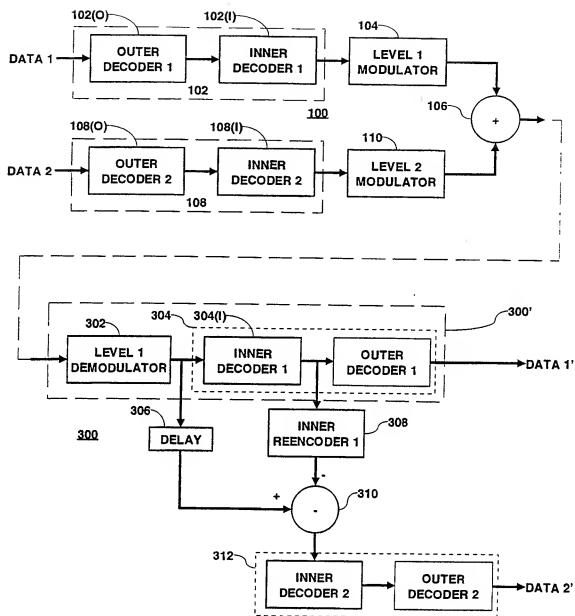 102(O)
102(I)
104
DATA 1
OUTER
DECODER 1
INNER
DECODER 1
LEVEL 1
MODULATOR
102
100
106
+
108(O)
108(I)
110
DATA 2
OUTER
DECODER 2
INNER
DECODER 2
LEVEL 2
MODULATOR
108
302
304
304(I)
300'
LEVEL 1
DEMODULATOR
INNER
DECODER 1
OUTER
DECODER 1
DATA 1'
306
300
DELAY
INNER
REENCODER 1
308
-
+
-
310
312
INNER
DECODER 2
OUTER
DECODER 2
DATA 2'